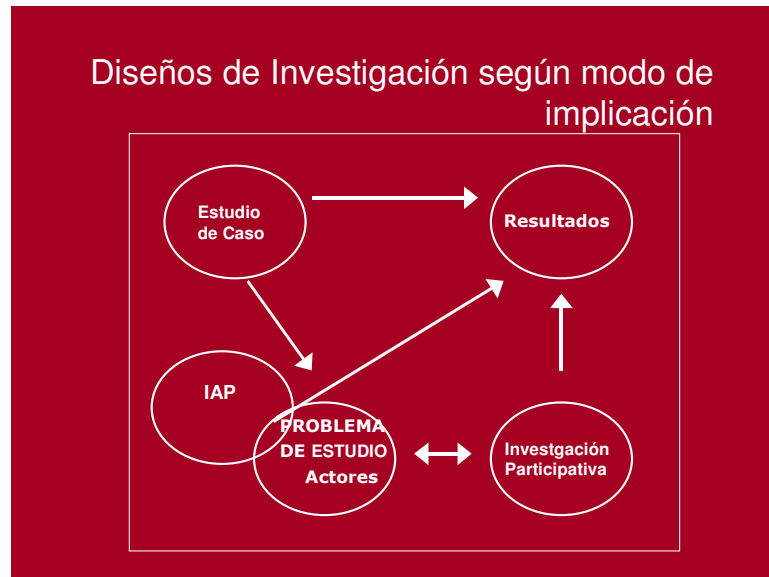 Diseños de Investigación según modo de
implicación
Estudio
de Caso
Resultados
IAP
PROBLEMA
DE ESTUDIO
Actores
Investgación
Participativa